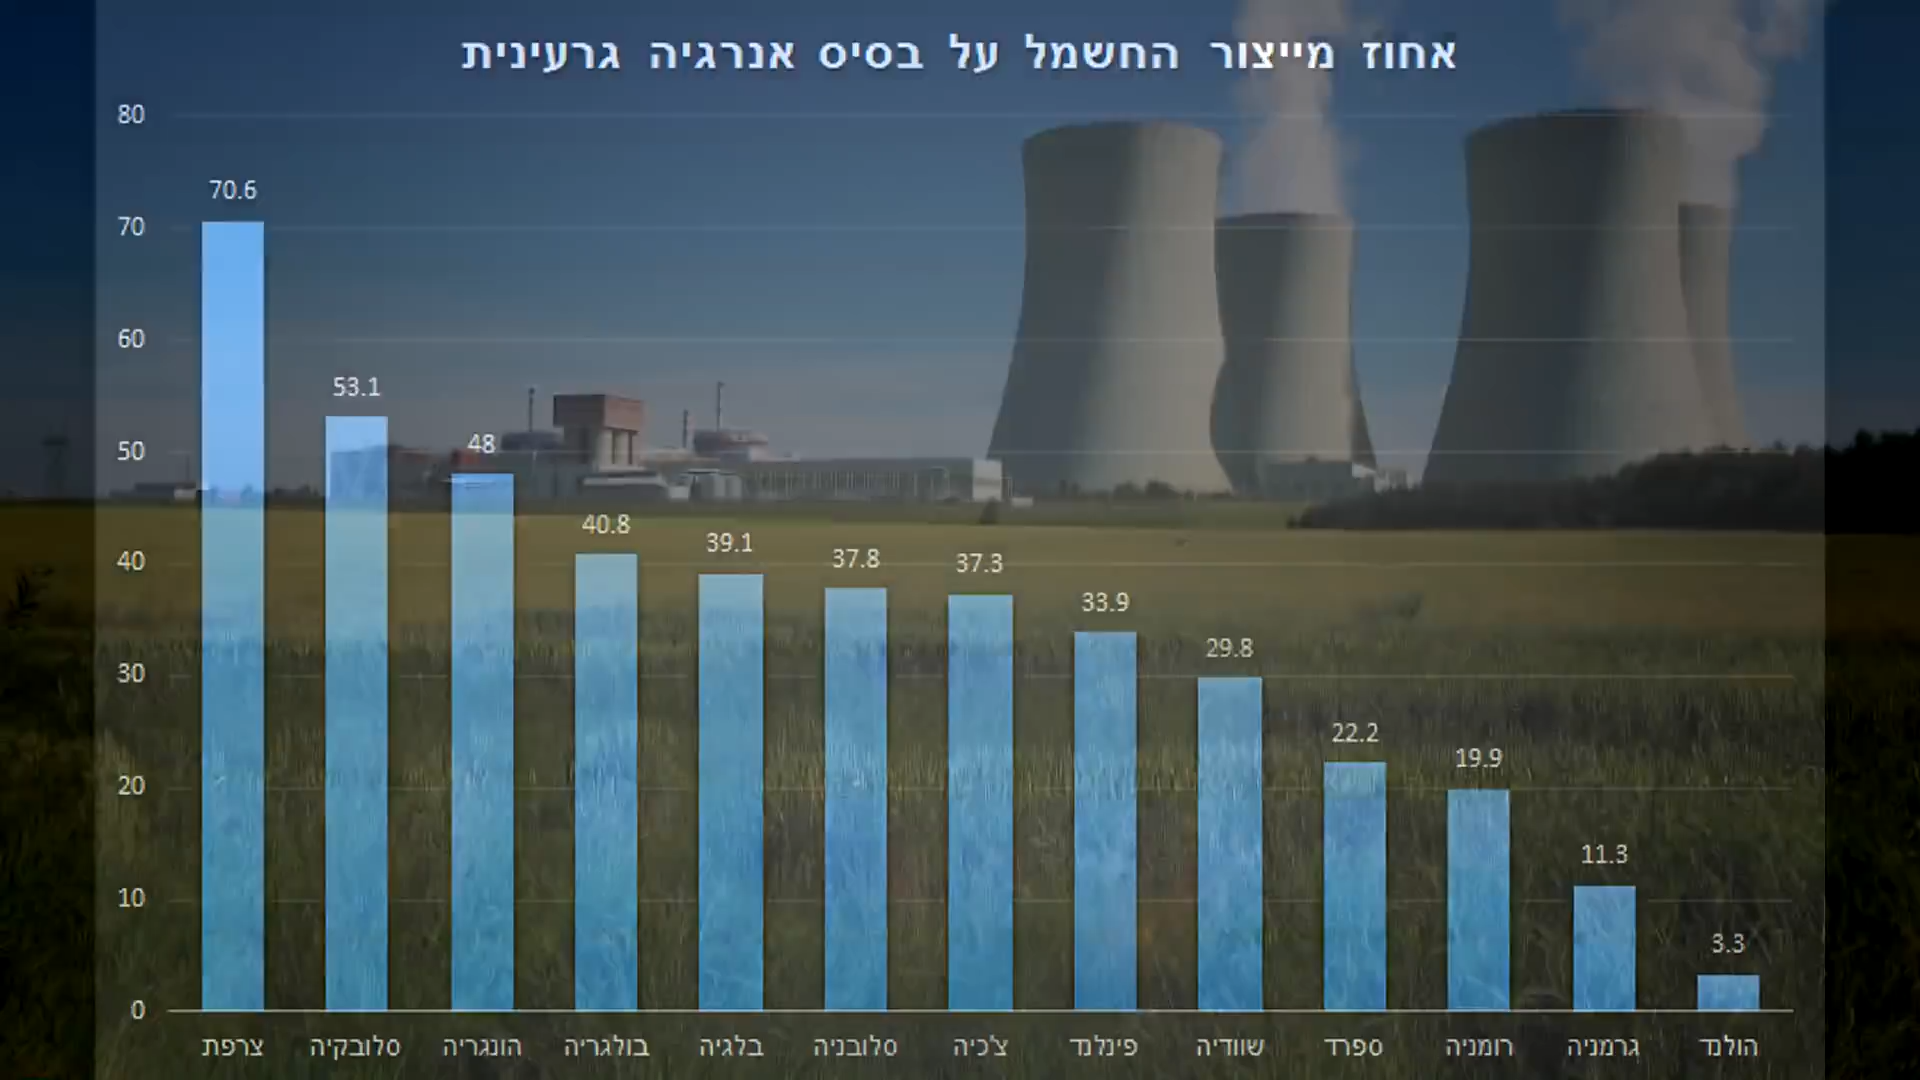 אחוז מייצור החשמל על בסיס אנרגיה גרעינית
80
70
60
50
40
30
20
10
0
70.6
53.1
48
40.8
39.1
37.8
37.3
33.9
29.8
22.2
19.9
11.3
3.3
צרפת
סלובקיה
הונגריה
בולגריה
בלגיה
סלובניה
צ'כיה
פינלנד
שוודיה
ספרד
רומניה
גרמניה
הולנד